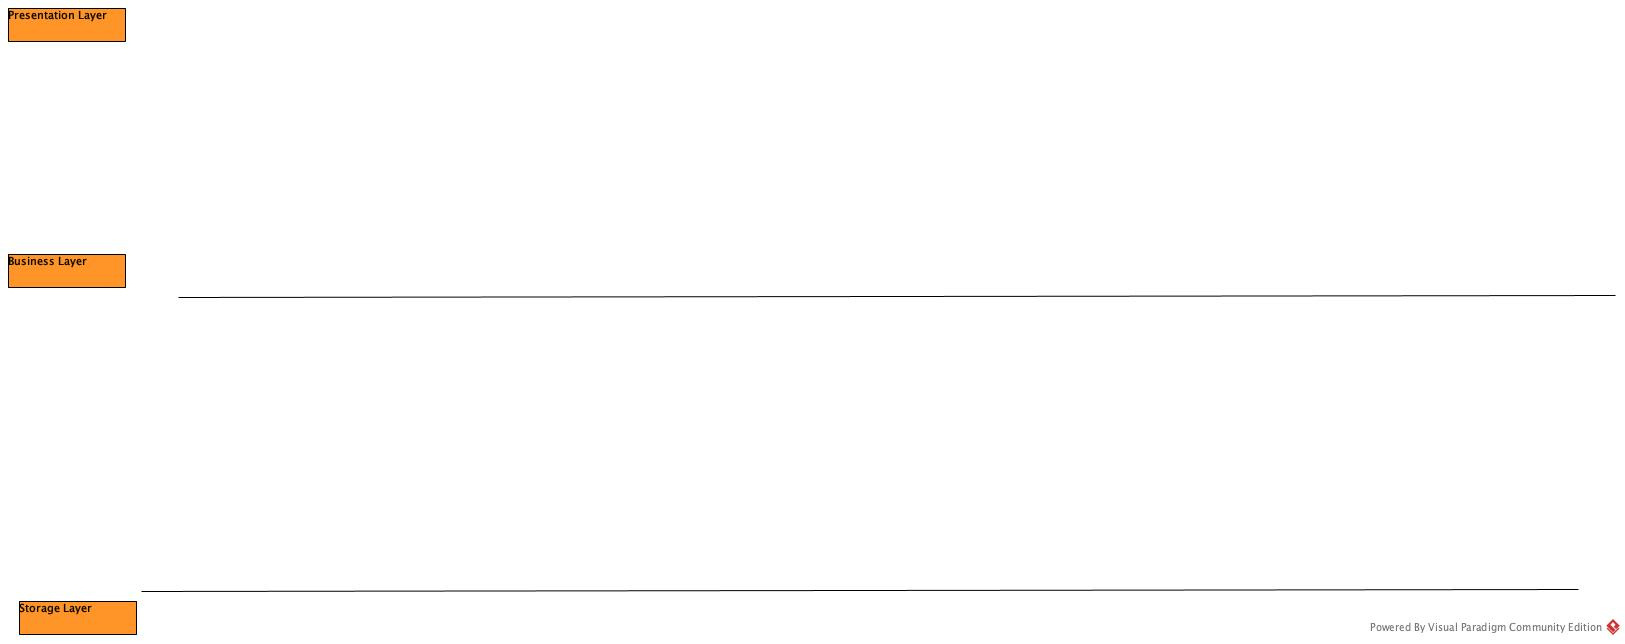 Presentation Layer
Business Layer
Storage Layer
Powered By Visual Paradigm Community Edition